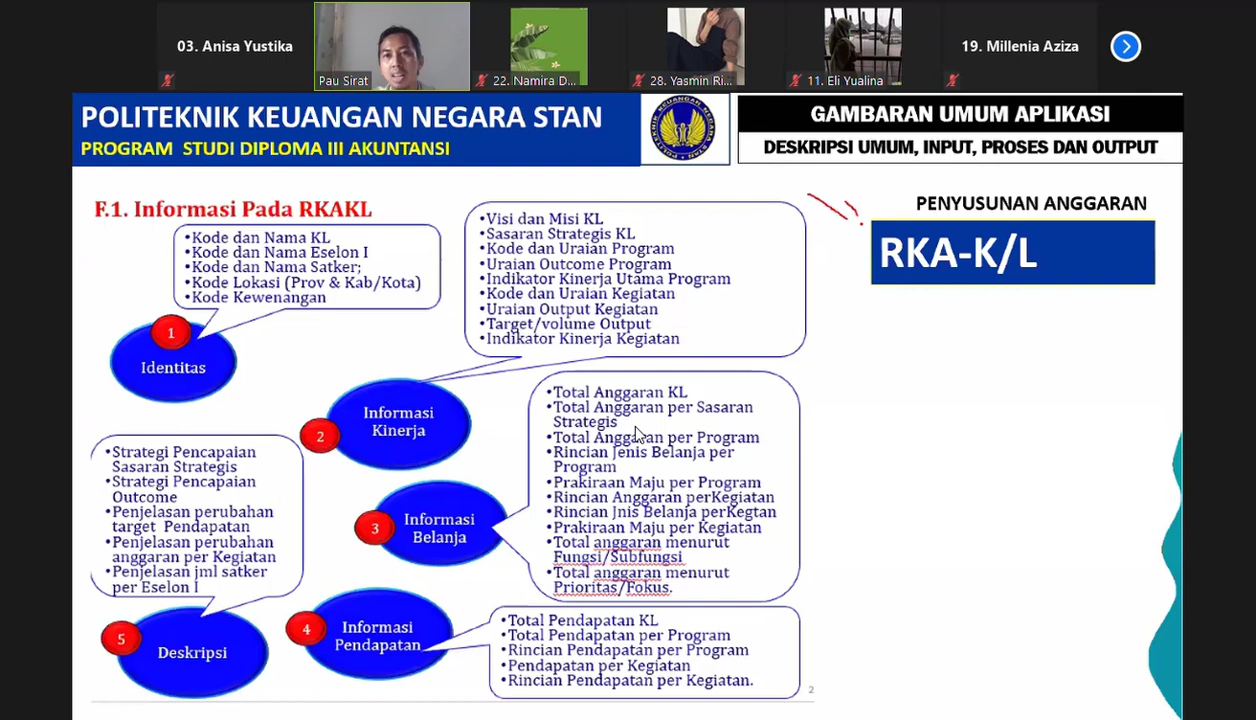 03. Anisa Yustika
Pau Sirat
22. Namira D...
28. Yasmin Ri...
11. Eli Yualina
19. Millenia Aziza
POLITEKNIK KEUANGAN NEGARA STAN
PROGRAM STUDI DIPLOMA III AKUNTANSI
POLITEKNIK KEUANGAN NEGARA
STAN
GAMBARAN UMUM APLIKASI
DESKRIPSI UMUM, INPUT, PROSES DAN OUTPUT
F.1. Informasi Pada RKAKL
PENYUSUNAN ANGGARAN
RKA-K/L
•Kode dan Nama KL
•Kode dan Nama Eselon I
•Kode dan Nama Satker;
•Kode Lokasi (Prov & Kab/Kota)
•Kode Kewenangan
1
Identitas
•Visi dan Misi KL
•Sasaran Strategis KL
•Kode dan Uraian Program
•Uraian Outcome Program
•Indikator Kinerja Utama Program
•Kode dan Uraian Kegiatan
•Uraian Output Kegiatan
•Target/volume Output
•Indikator Kinerja Kegiatan
2
Informasi
Kinerja
•Total Anggaran KL
•Total Anggaran per Sasaran
Strategis
•Total Anggaran per Program
•Rincian Jenis Belanja per
Program
•Prakiraan Maju per Program
•Rincian Anggaran perKegiatan
•Rincian Jnis Belanja perKegtan
•Prakiraan Maju per Kegiatan
•Total anggaran menurut
Fungsi/Subfungsi
•Total anggaran menurut
Prioritas/Fokus.
3
Informasi
Belanja
•Total Pendapatan KL
•Total Pendapatan per Program
•Rincian Pendapatan per Program
•Pendapatan per Kegiatan
•Rincian Pendapatan per Kegiatan.
4
Informasi
Pendapatan
•Strategi Pencapaian
Sasaran Strategis
•Strategi Pencapaian
Outcome
•Penjelasan perubahan
target Pendapatan
•Penjelasan perubahan
anggaran per Kegiatan
•Penjelasan jml satker
per Eselon I
5
Deskripsi
2